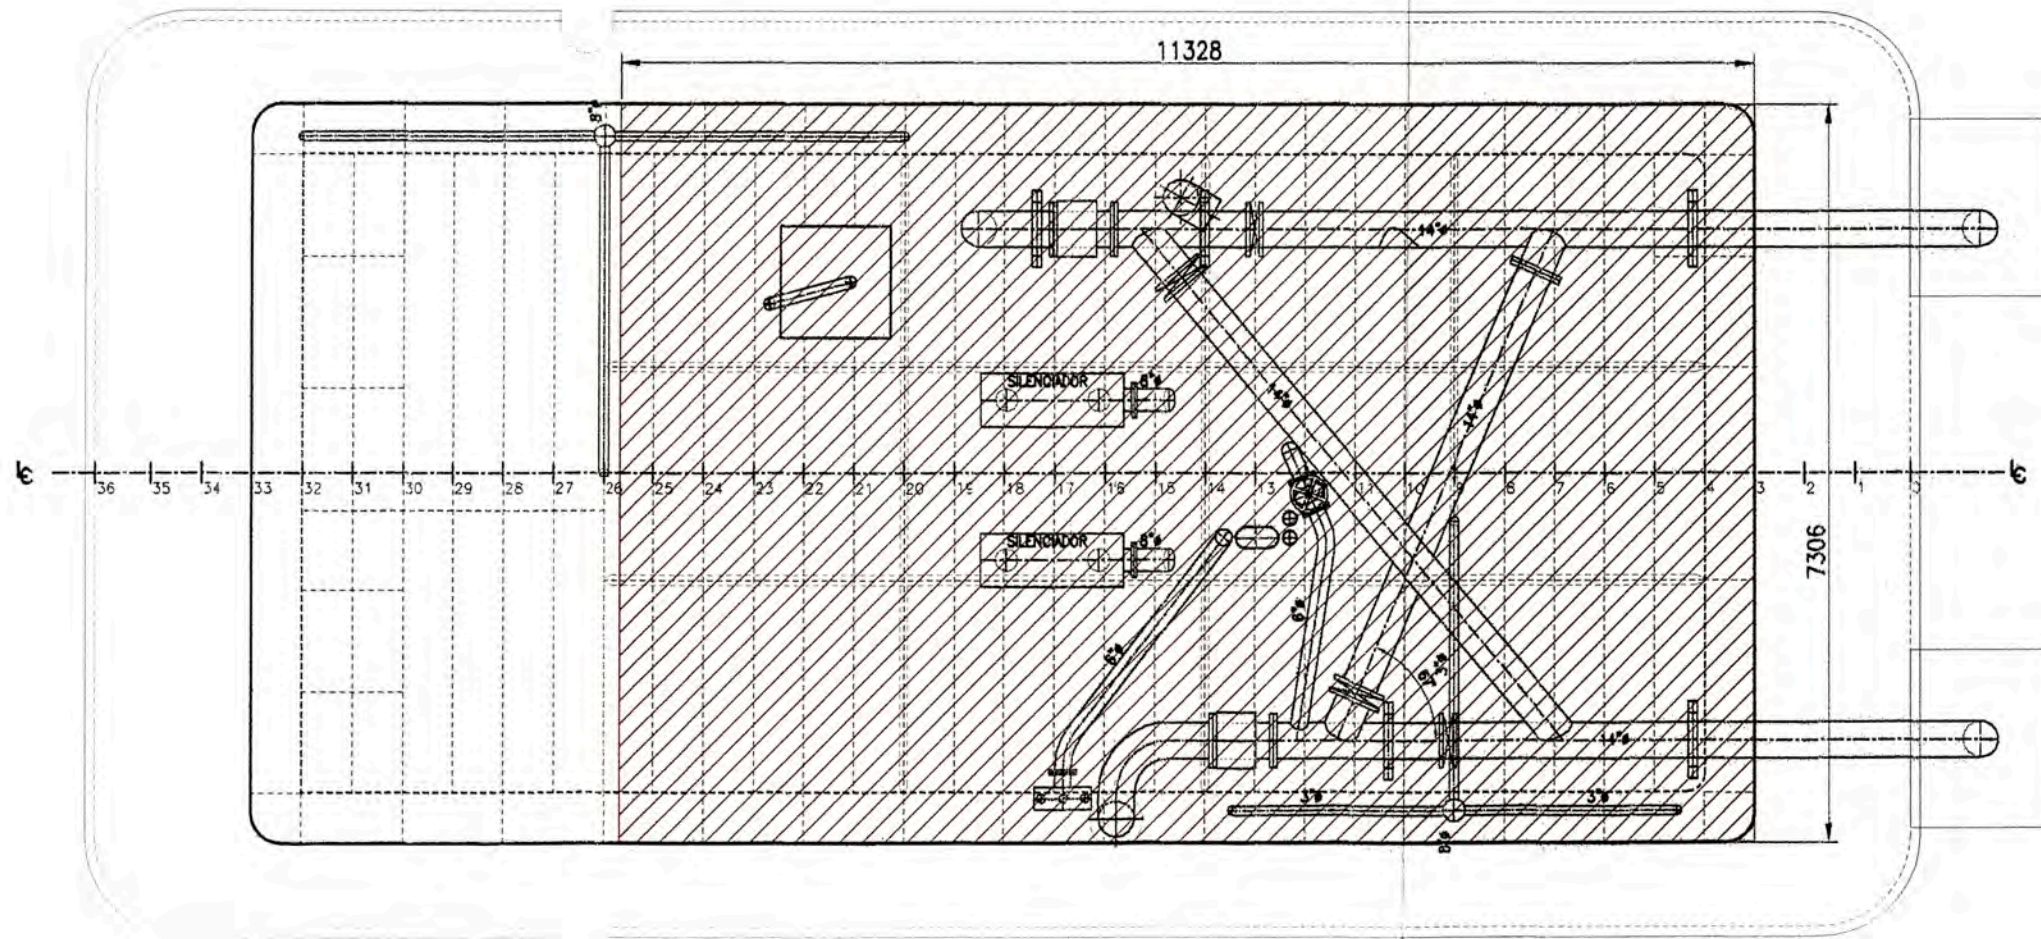 11328
8"ø
14"ø
SILENCIADOR
8"ø
14"ø
14"ø
℄
℄
36 35 34 33 32 31 30 29 28 27 26 25 24 23 22 21 20 19 18 17 16 15 14 13 11 10 9 8 7 6 5 4 3 2 1 0
SILENCIADOR
8"ø
7306
6"ø
6"ø
3"ø
14"ø
3"ø
3"ø
8"ø